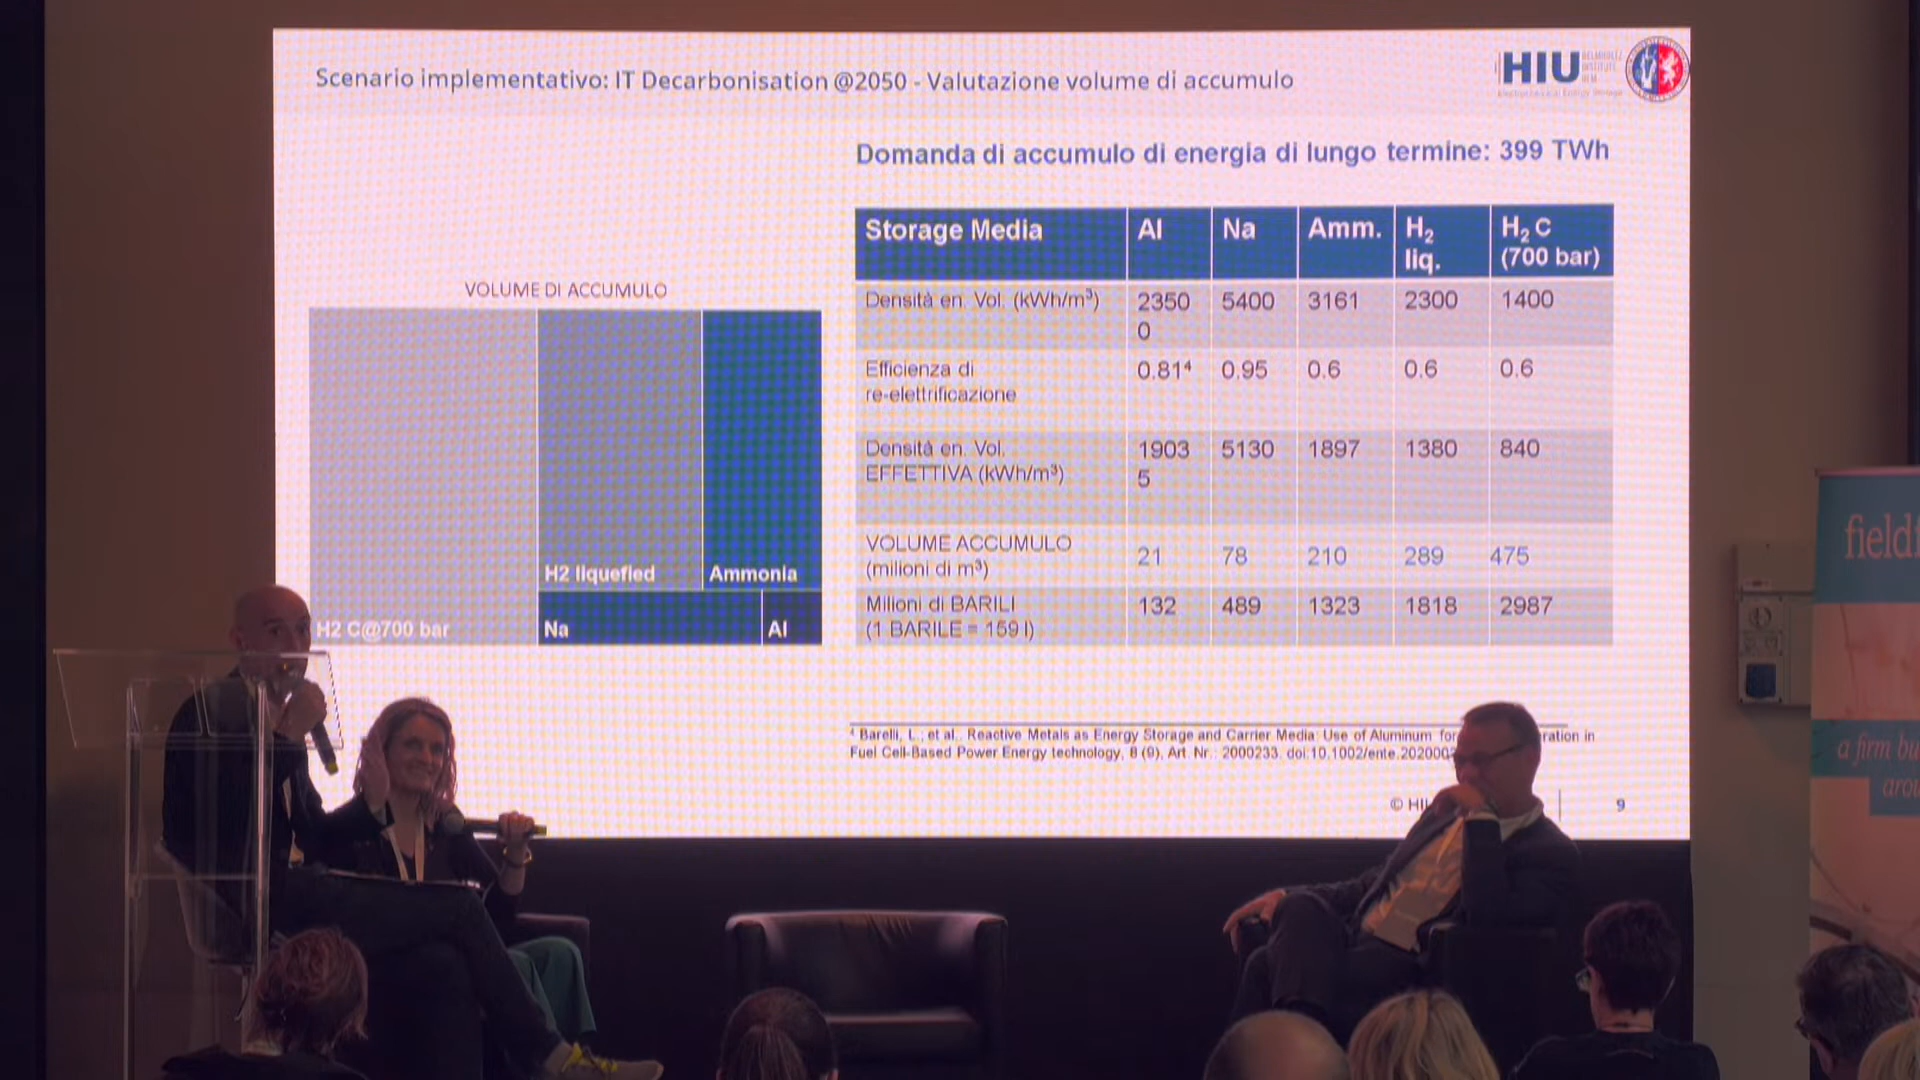 Scenario implementativo: IT Decarbonisation @2050 - Valutazione volume di accumulo
HIU
Domanda di accumulo di energia di lungo termine: 399 TWh
VOLUME DI ACCUMULO
H2 C@700 bar
H2 liquefied
Ammonia
Na
Al
Storage Media Al Na Amm. H₂ liq. H₂ C (700 bar)
Densità en. Vol. (kWh/m³) 23500 5400 3161 2300 1400
Efficienza di re-elettrificazione 0.81⁴ 0.95 0.6 0.6 0.6
Densità en. Vol. EFFETTIVA (kWh/m³) 19035 5130 1897 1380 840
VOLUME ACCUMULO (milioni di m³) 21 78 210 289 475
Milioni di BARILI (1 BARILE = 159 l) 132 489 1323 1818 2987
⁴ Barelli, L.; et al.. Reactive Metals as Energy Storage and Carrier Media: Use of Aluminum for
Fuel Cell-Based Power Energy technology, 8 (9), Art. Nr.: 2000233. doi:10.1002/ente.202000
© HI
9
field
a firm bu
arou